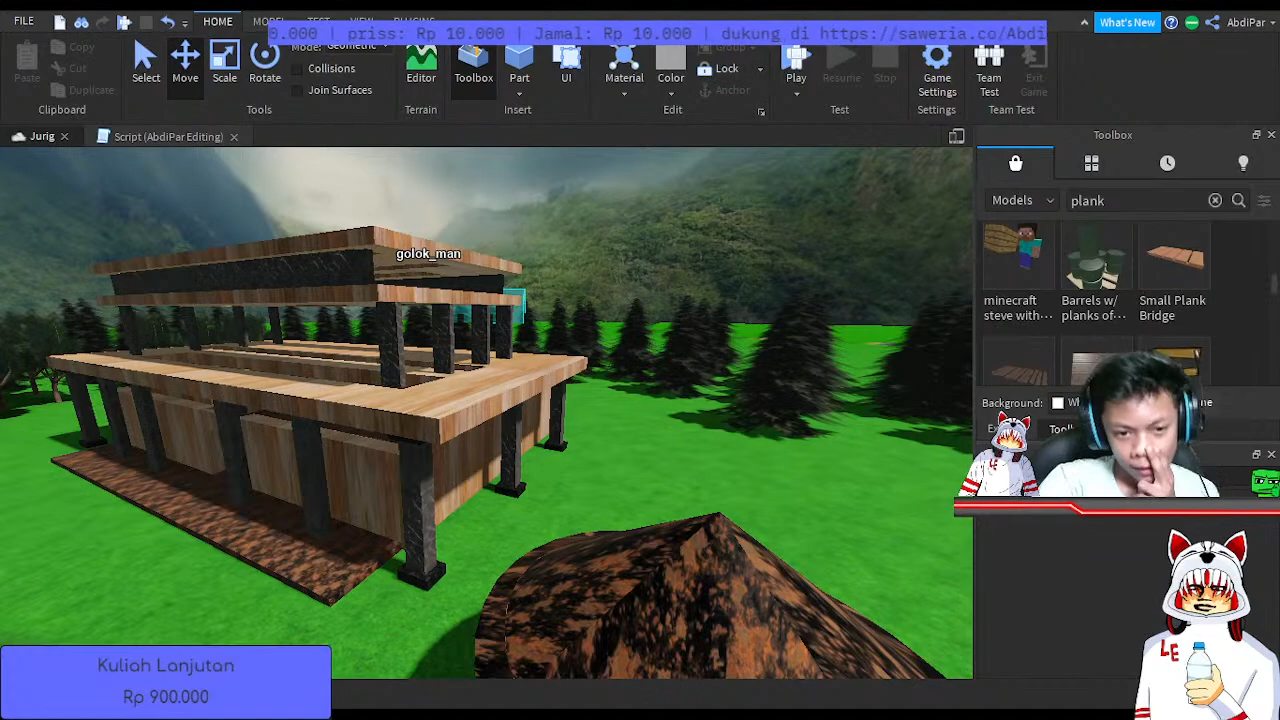 FILE
HOME
0.000 | priss: Rp 10.000 | Jamal: Rp 10.000 | dukung di https://saweria.co/Abdi
What's New
AbdiPar
Paste
Copy
Cut
Duplicate
Clipboard
Select
Move
Scale
Rotate
Mode:
Collisions
Join Surfaces
Tools
Editor
Terrain
Toolbox
Part
UI
Insert
Material
Color
Lock
Anchor
Edit
Play
Resume
Stop
Test
Game
Settings
Settings
Team
Test
Exit
Game
Team Test
Jurig
Script (AbdiPar Editing)
Toolbox
Models
plank
golok_man
minecraft
steve with...
Barrels w/
planks of...
Small Plank
Bridge
Background:
LE
LE
Kuliah Lanjutan
Rp 900.000